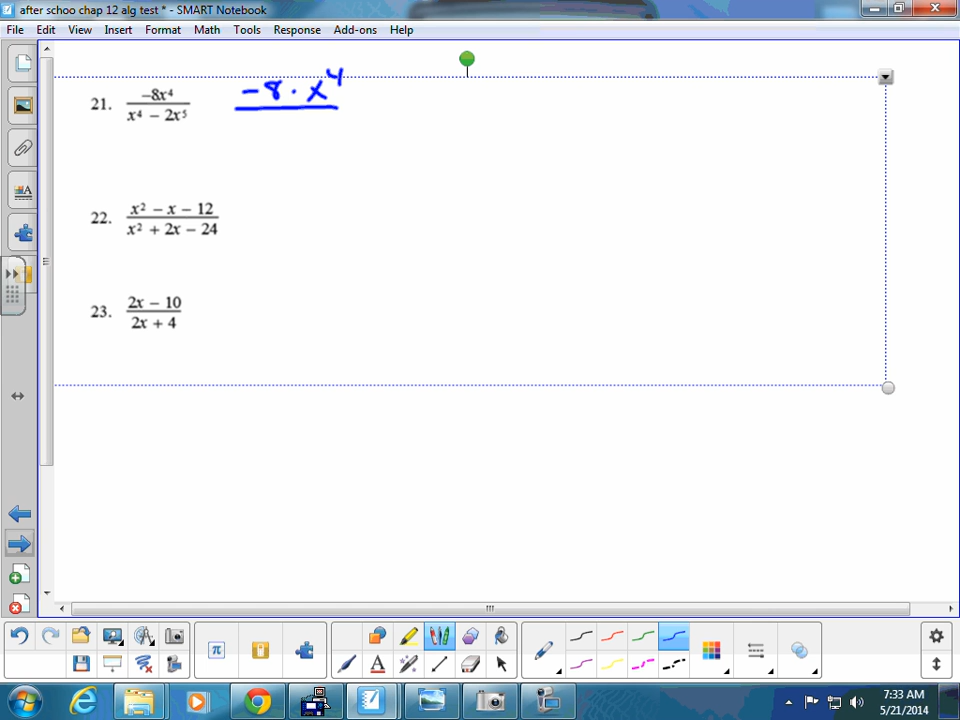 after schoo chap 12 alg test * - SMART Notebook
File Edit View Insert Format Math Tools Response Add-ons Help
21. -8x⁴ / x⁴ - 2x⁵
-8 · x⁴
22. x² - x - 12 / x² + 2x - 24
23. 2x - 10 / 2x + 4
π
A
7:33 AM
5/21/2014